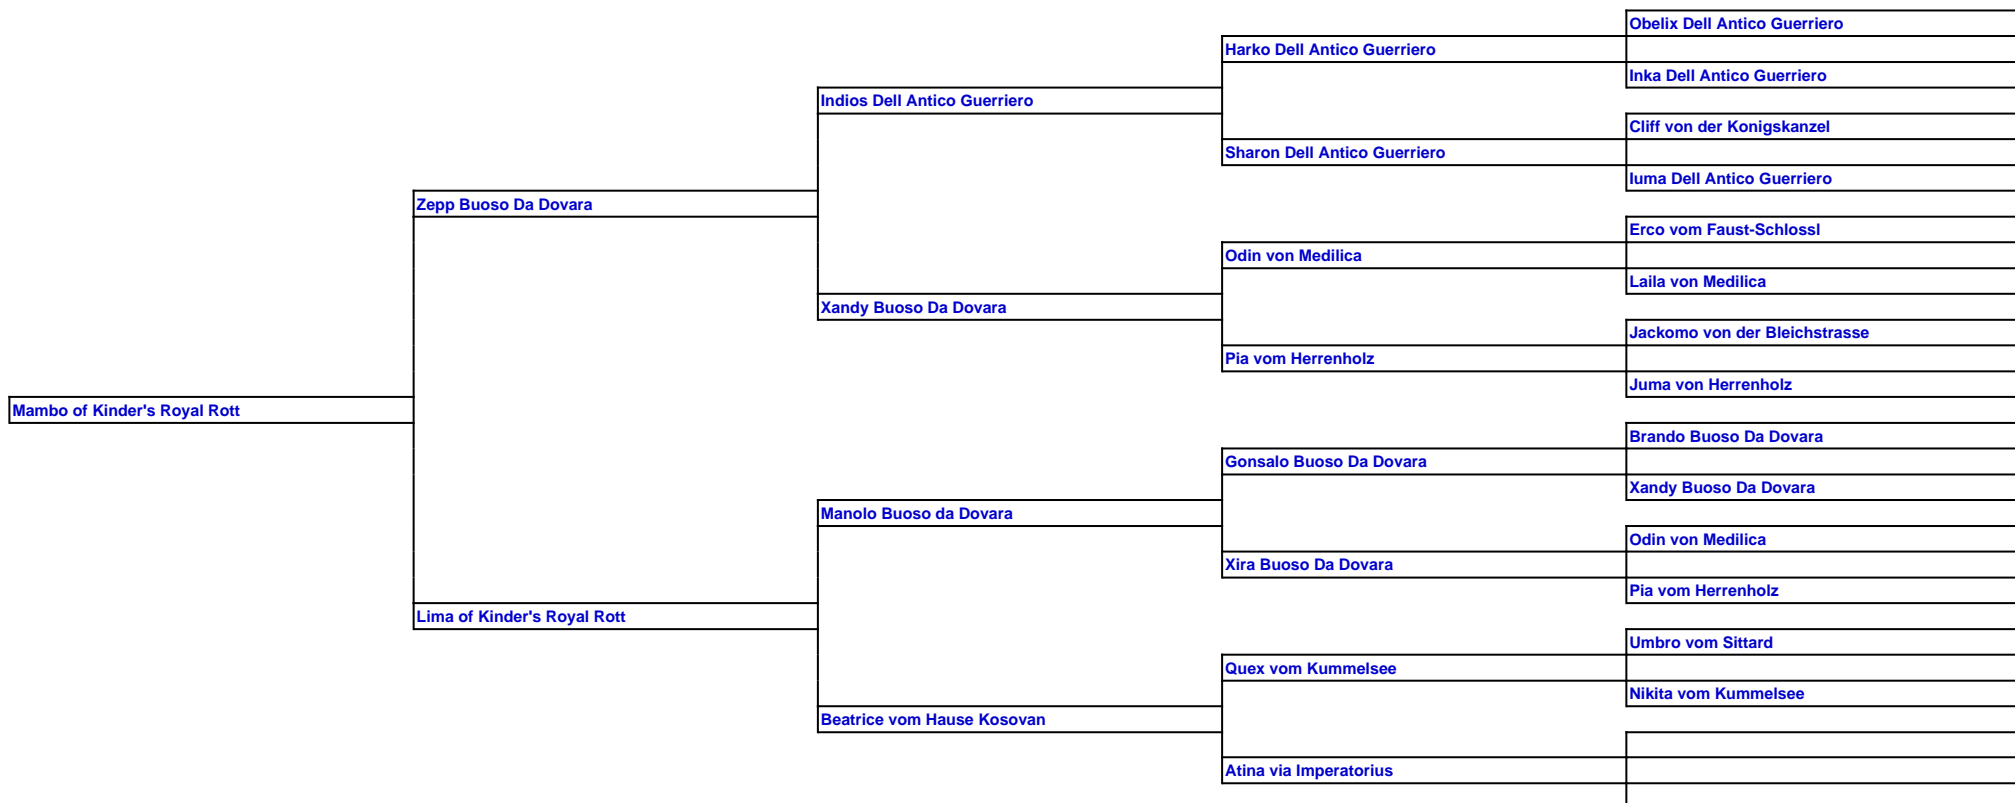 Obelix Dell Antico Guerriero
Harko Dell Antico Guerriero
Inka Dell Antico Guerriero
Indios Dell Antico Guerriero
Cliff von der Konigskanzel
Sharon Dell Antico Guerriero
Iuma Dell Antico Guerriero
Zepp Buoso Da Dovara
Erco vom Faust-Schlossl
Odin von Medilica
Laila von Medilica
Xandy Buoso Da Dovara
Jackomo von der Bleichstrasse
Pia vom Herrenholz
Juma von Herrenholz
Mambo of Kinder's Royal Rott
Brando Buoso Da Dovara
Gonsalo Buoso Da Dovara
Xandy Buoso Da Dovara
Manolo Buoso da Dovara
Odin von Medilica
Xira Buoso Da Dovara
Pia vom Herrenholz
Lima of Kinder's Royal Rott
Umbro vom Sittard
Quex vom Kummelsee
Nikita vom Kummelsee
Beatrice vom Hause Kosovan
Atina via Imperatorius